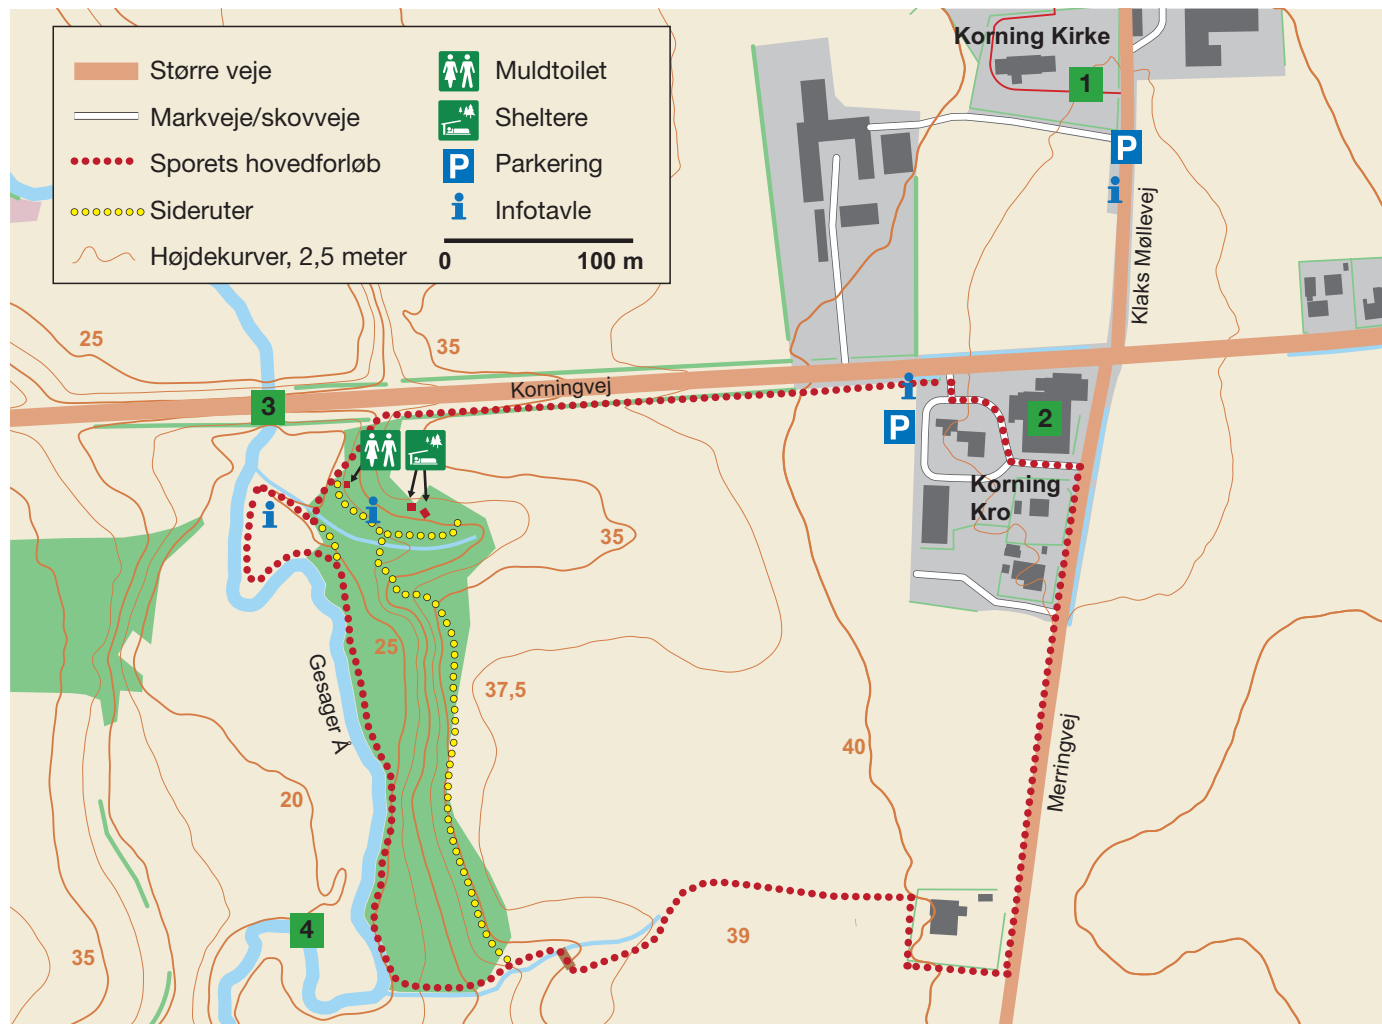 Større veje
Markveje/skovveje
Sporets hovedforløb
Sideruter
Højdekurver, 2,5 meter
Muldtoilet
Sheltere
P Parkering
i Infotavle
0 100 m
Korning Kirke
1
P
i
Klaks Møllevej
25
35
Korningvej
3
i
P
2
Korning
Kro
i
i
35
25
Gesager Å
37,5
40
Merringvej
20
4
35
39